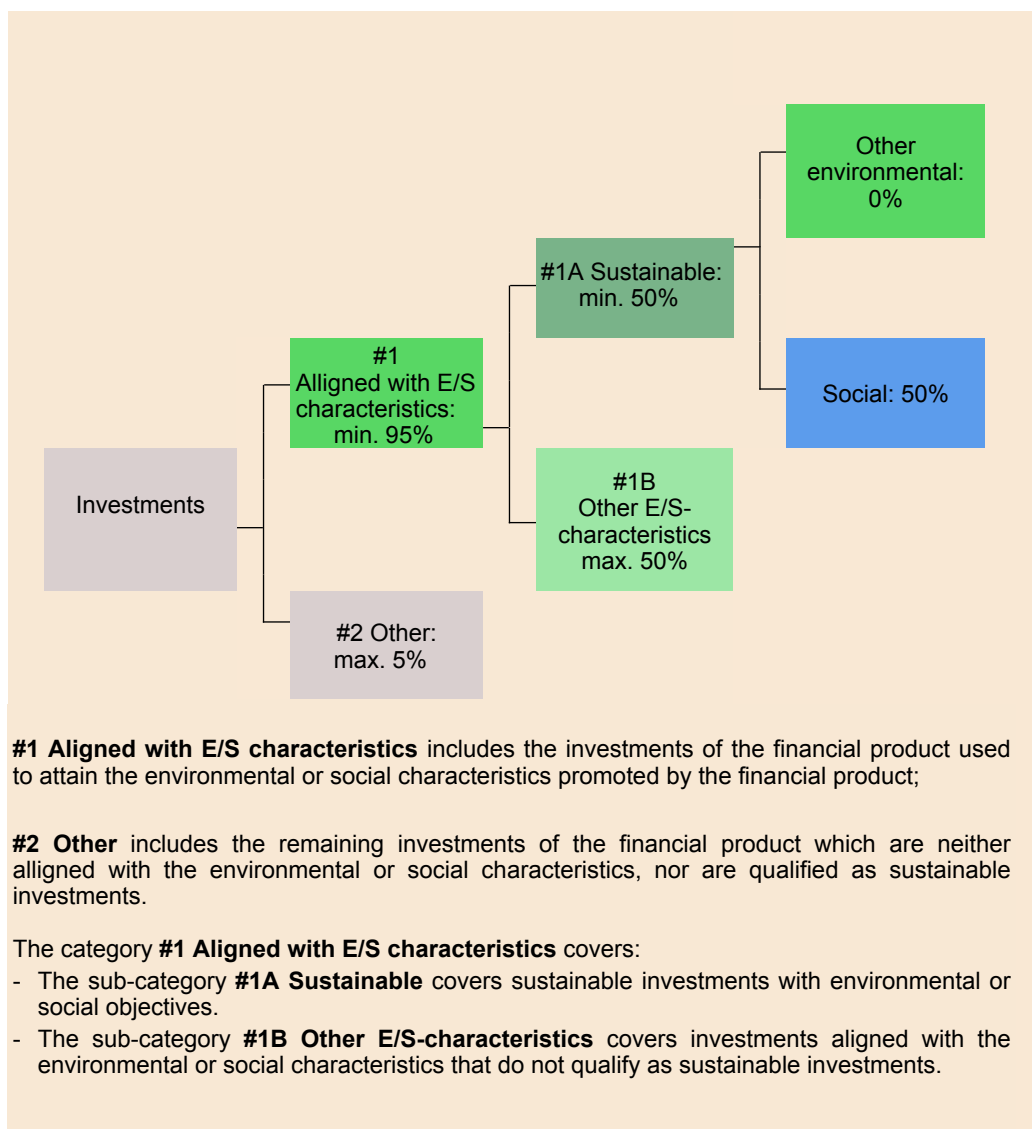 Other
environmental:
0%
#1A Sustainable:
min. 50%
#1
Alligned with E/S
characteristics:
min. 95%
Social: 50%
Investments
#1B
Other E/S-
characteristics
max. 50%
#2 Other:
max. 5%
#1 Aligned with E/S characteristics includes the investments of the financial product used
to attain the environmental or social characteristics promoted by the financial product;
#2 Other includes the remaining investments of the financial product which are neither
alligned with the environmental or social characteristics, nor are qualified as sustainable
investments.
The category #1 Aligned with E/S characteristics covers:
- The sub-category #1A Sustainable covers sustainable investments with environmental or
social objectives.
- The sub-category #1B Other E/S-characteristics covers investments aligned with the
environmental or social characteristics that do not qualify as sustainable investments.